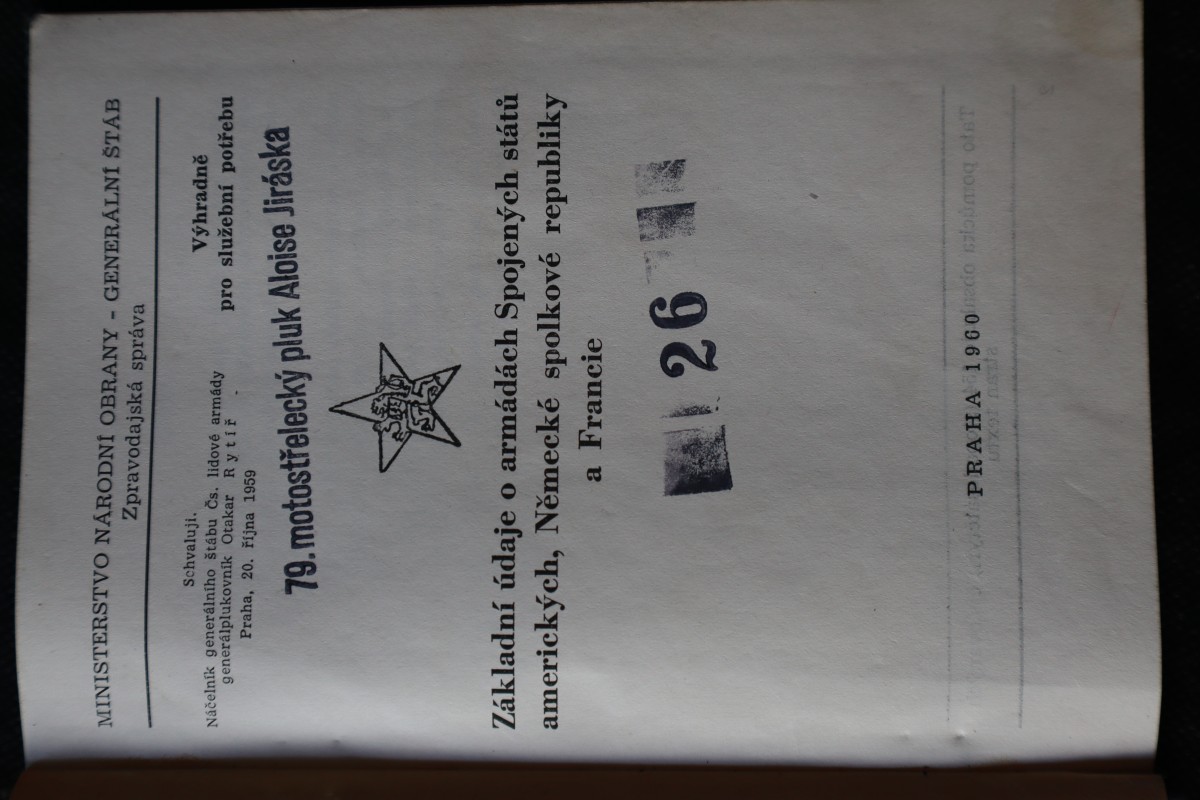 MINISTERSTVO NÁRODNÍ OBRANY - GENERÁLNÍ ŠTÁB
Zpravodajská správa
Výhradně
pro služební potřebu
Schvaluji.
Náčelník generálního štábu Čs. lidové armády
generálplukovník Otakar Rytíř
Praha, 20. října 1959
79. motostřelecký pluk Aloise Jiráska
Základní údaje o armádách Spojených států
amerických, Německé spolkové republiky
a Francie
26
PRAHA 1960